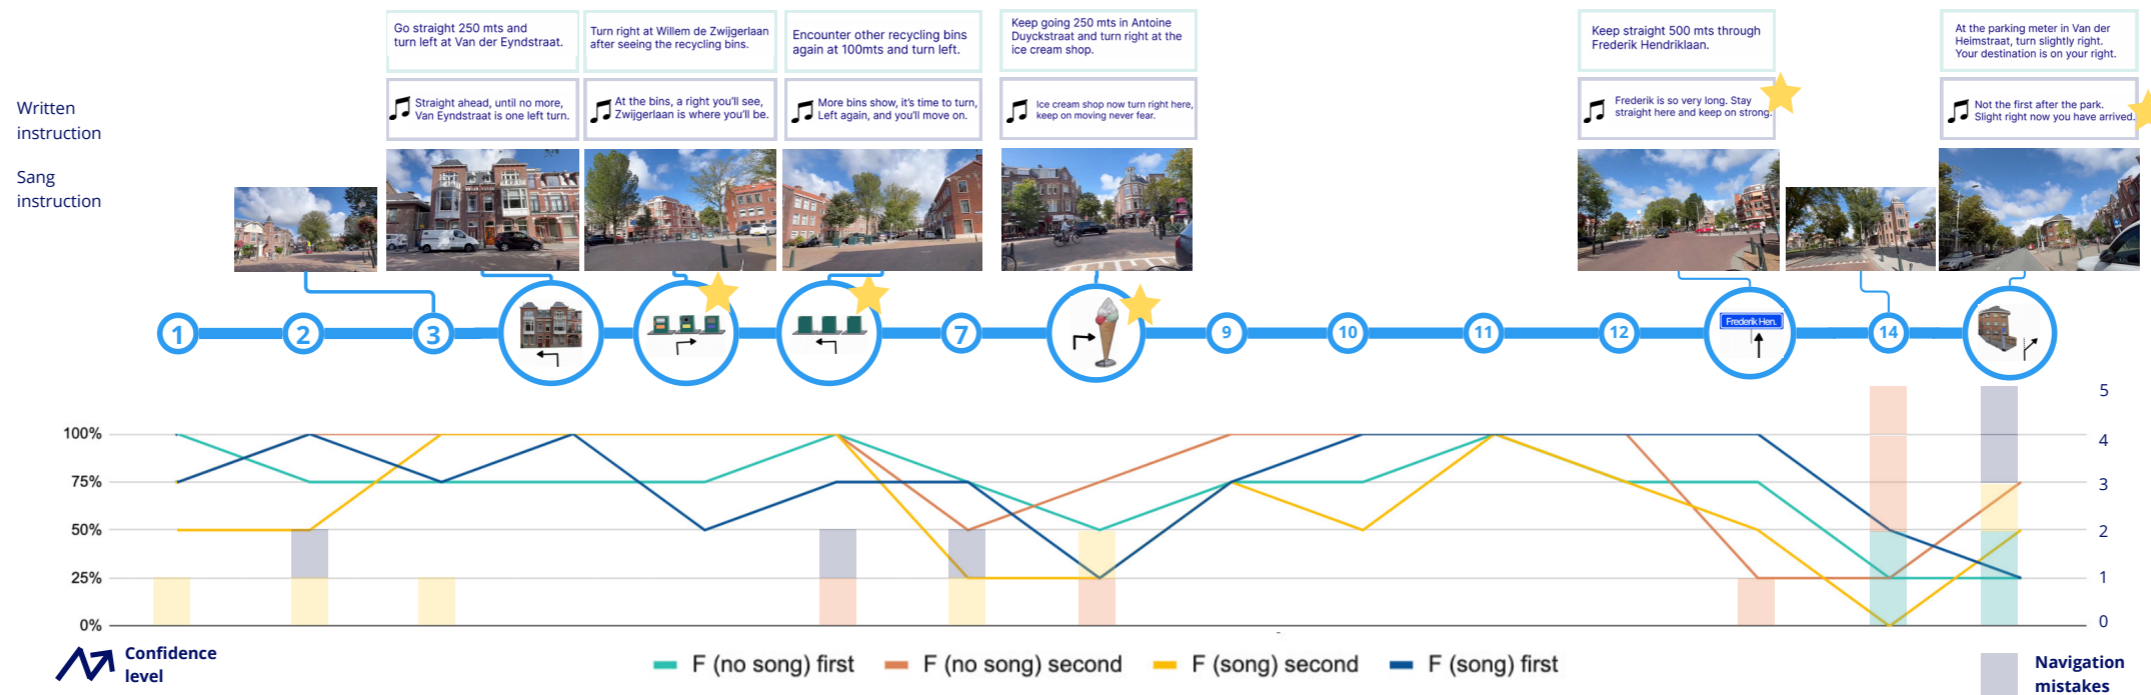 Written
instruction
Sang
instruction
Go straight 250 mts and
turn left at Van der Eyndstraat.
Turn right at Willem de Zwijgerlaan
after seeing the recycling bins.
Encounter other recycling bins
again at 100mts and turn left.
Keep going 250 mts in Antoine
Duyckstraat and turn right at the
ice cream shop.
Keep straight 500 mts through
Frederik Hendriklaan.
At the parking meter in Van der
Heimstraat, turn slightly right.
Your destination is on your right.
Straight ahead, until no more,
Van Eyndstraat is one left turn.
At the bins, a right you'll see,
Zwijgerlaan is where you'll be.
More bins show, it's time to turn,
Left again, and you'll move on.
Ice cream shop now turn right here,
keep on moving never fear.
Frederik is so very long. Stay
straight here and keep on strong.
Not the first after the park.
Slight right now you have arrived.
1
2
3
7
9
10
11
12
Frederik Hen.
14
100%
75%
50%
25%
0%
5
4
3
2
1
0
Confidence
level
F (no song) first
F (no song) second
F (song) second
F (song) first
Navigation
mistakes